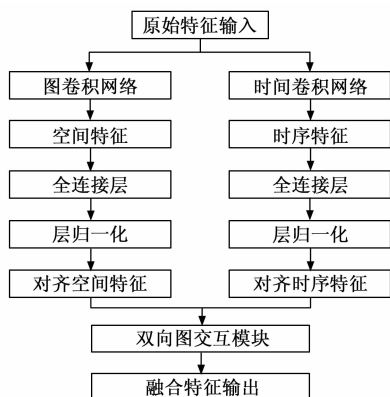 原始特征输入
图卷积网络
时间卷积网络
空间特征
时序特征
全连接层
全连接层
层归一化
层归一化
对齐空间特征
对齐时序特征
双向图交互模块
融合特征输出